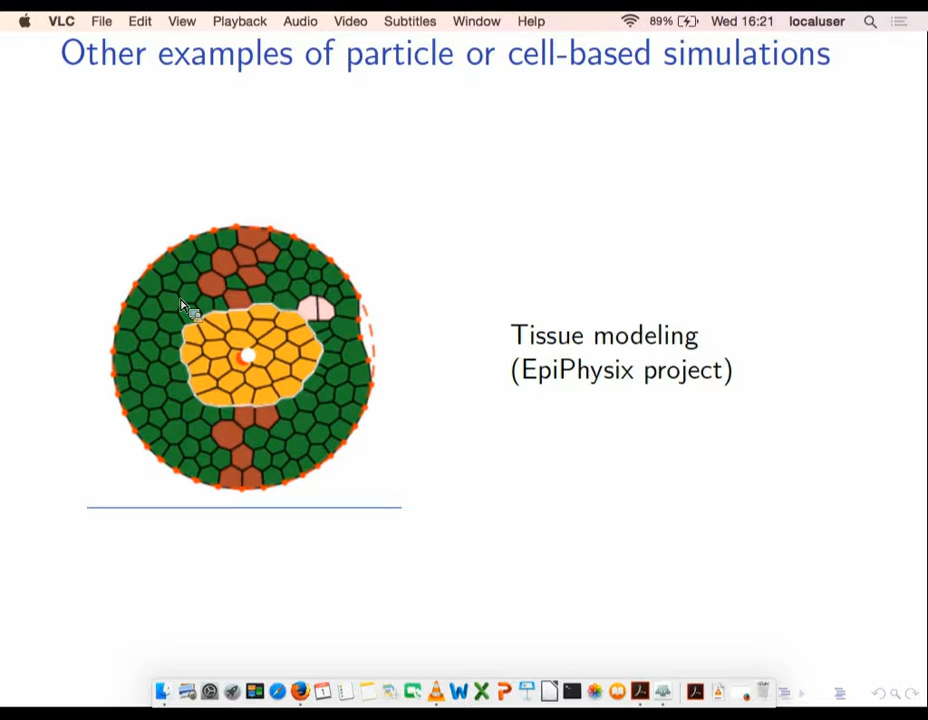 VLC File Edit View Playback Audio Video Subtitles Window Help 89% Wed 16:21 localuser
Other examples of particle or cell-based simulations
Tissue modeling
(EpiPhysix project)